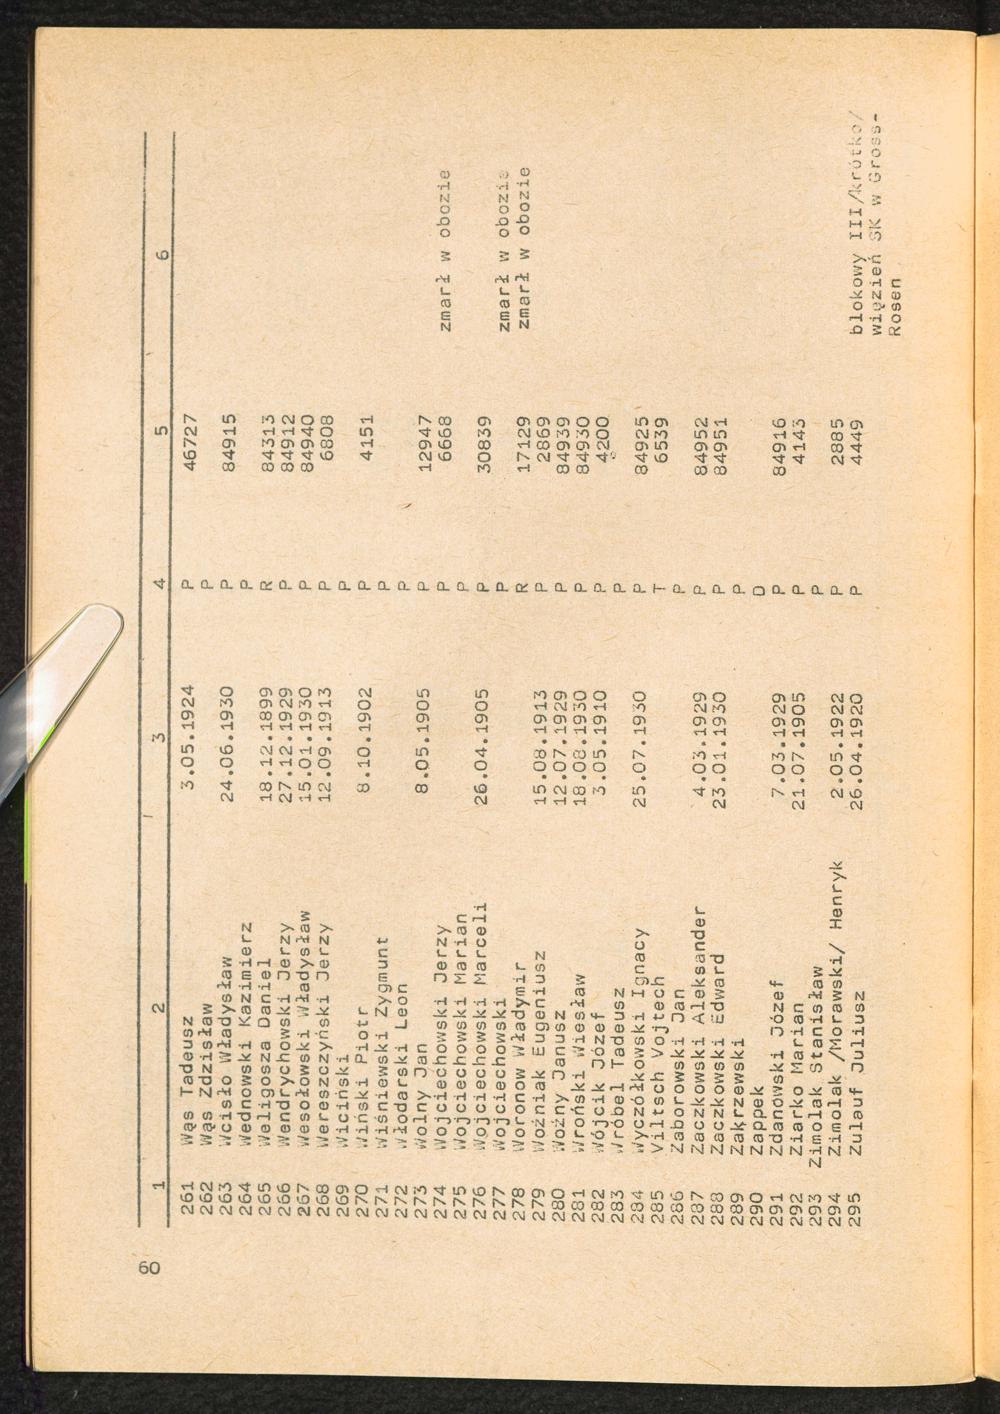 60
1 2 3 4 5 6
261 Wąs Tadeusz 3.05.1924 P 46727
262 Wąs Zdzisław P
263 Wcisło Władysław 24.06.1930 P 84915
264 Wednowski Kazimierz P
265 Weligosza Daniel 18.12.1899 R 84313
266 Wendrychowski Jerzy 27.12.1929 P 84912
267 Wesołowski Władysław 15.01.1930 P 84940
268 Wereszczyński Jerzy 12.09.1913 P 6808
269 Wiciński P
270 Wiński Piotr 8.10.1902 P 4151
271 Wiśniewski Zygmunt P
272 Włodarski Leon P
273 Wolny Jan 8.05.1905 P 12947
274 Wojciechowski Jerzy P 6668 zmarł w obozie
275 Wojciechowski Marian P
276 Wojciechowski Marceli 26.04.1905 P 30839
277 Wojciechowski P zmarł w obozie
278 Woronow Władymir R 17129 zmarł w obozie
279 Woźniak Eugeniusz 15.08.1913 P 2869
280 Woźny Janusz 12.07.1929 P 84939
281 Wroński Wiesław 18.08.1930 P 84930
282 Wójcik Józef 3.05.1910 P 4200
283 Wróbel Tadeusz P
284 Wyczółkowski Ignacy 25.07.1930 P 84925
285 Viltsch Vojtech T 6539
286 Zaborowski Jan P
287 Zaczkowski Aleksander 4.03.1929 P 84952
288 Zaczkowski Edward 23.01.1930 P 84951
289 Zakrzewski P
290 Zappek D
291 Zdanowski Józef 7.03.1929 P 84916
292 Ziarko Marian 21.07.1905 P 4143
293 Zimolak Stanisław P
294 Zimolak /Morawski/ Henryk 2.05.1922 P 2885
295 Zulauf Juliusz 26.04.1920 P 4449 blokowy III/krótko/
więzień SK w Gross-
Rosen